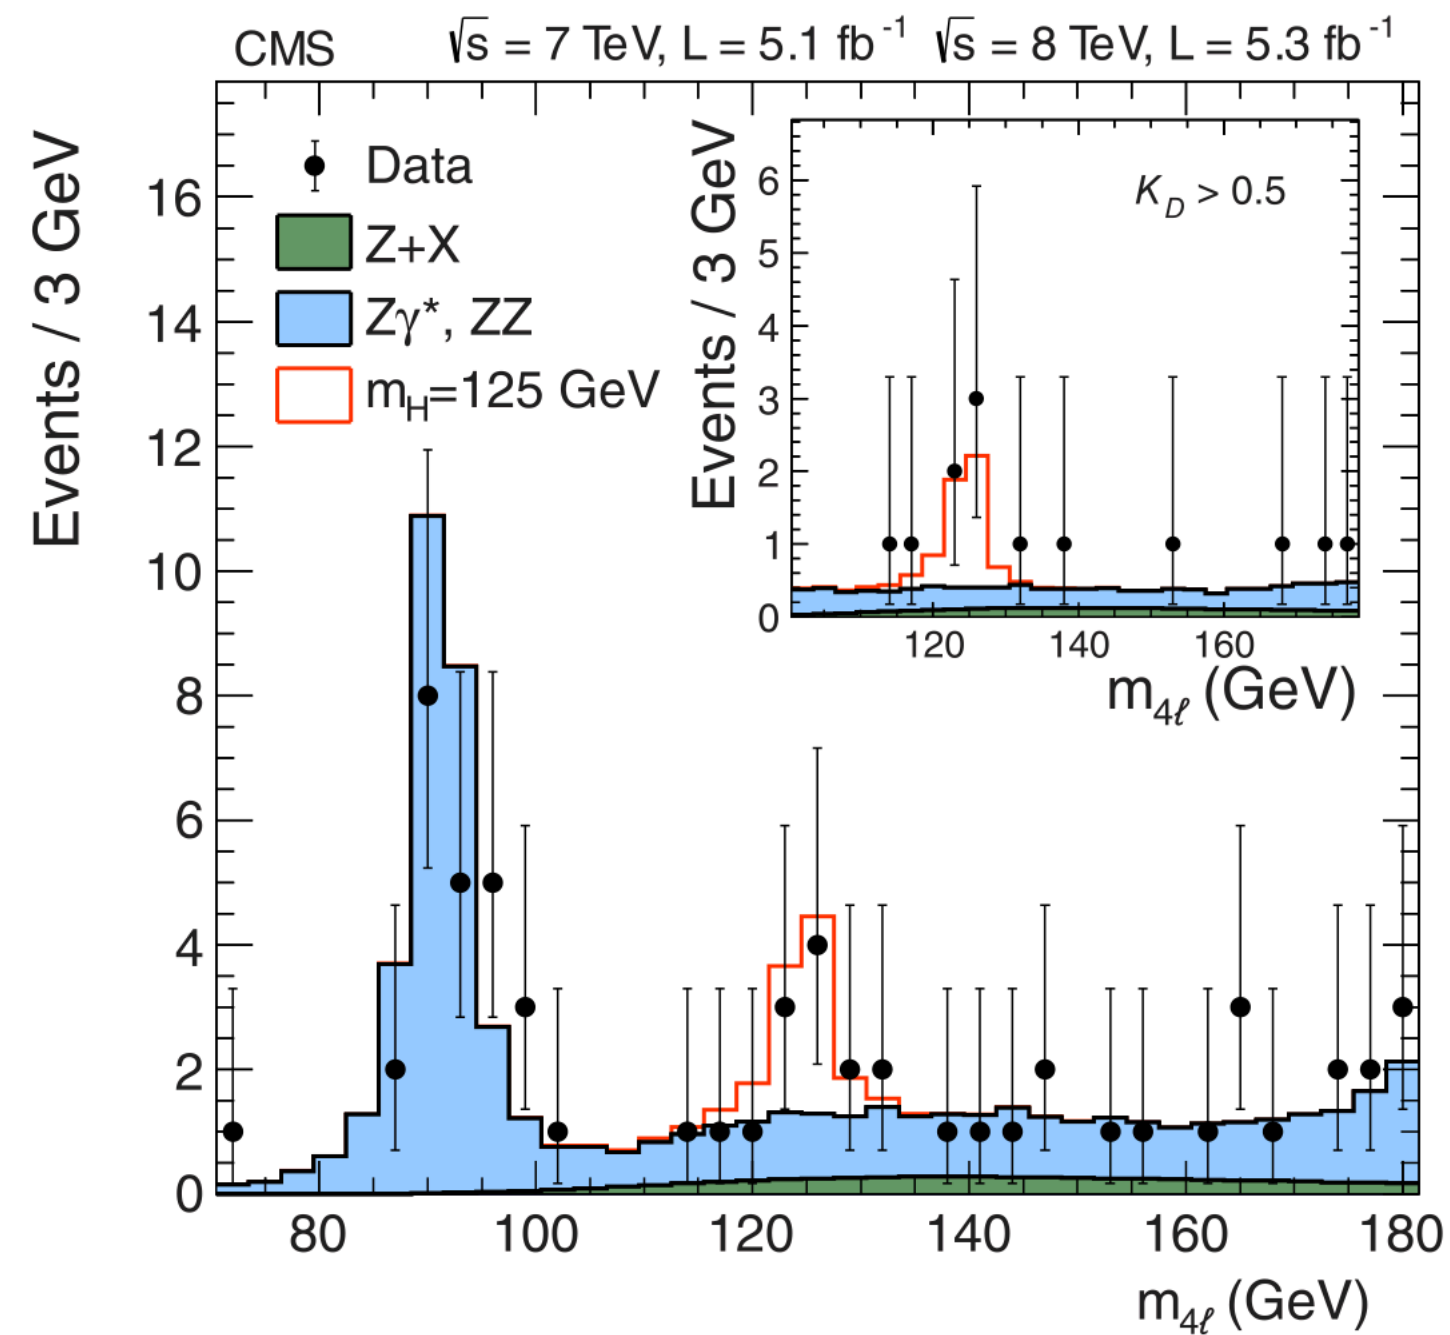 CMS √s = 7 TeV, L = 5.1 fb⁻¹ √s = 8 TeV, L = 5.3 fb⁻¹
Events / 3 GeV
16
14
12
10
8
6
4
2
0
Data
Z+X
Zγ*, ZZ
m_H=125 GeV
Events / 3 GeV
6
5
4
3
2
1
0
K_D > 0.5
120 140 160
m_4ℓ (GeV)
80 100 120 140 160 180
m_4ℓ (GeV)